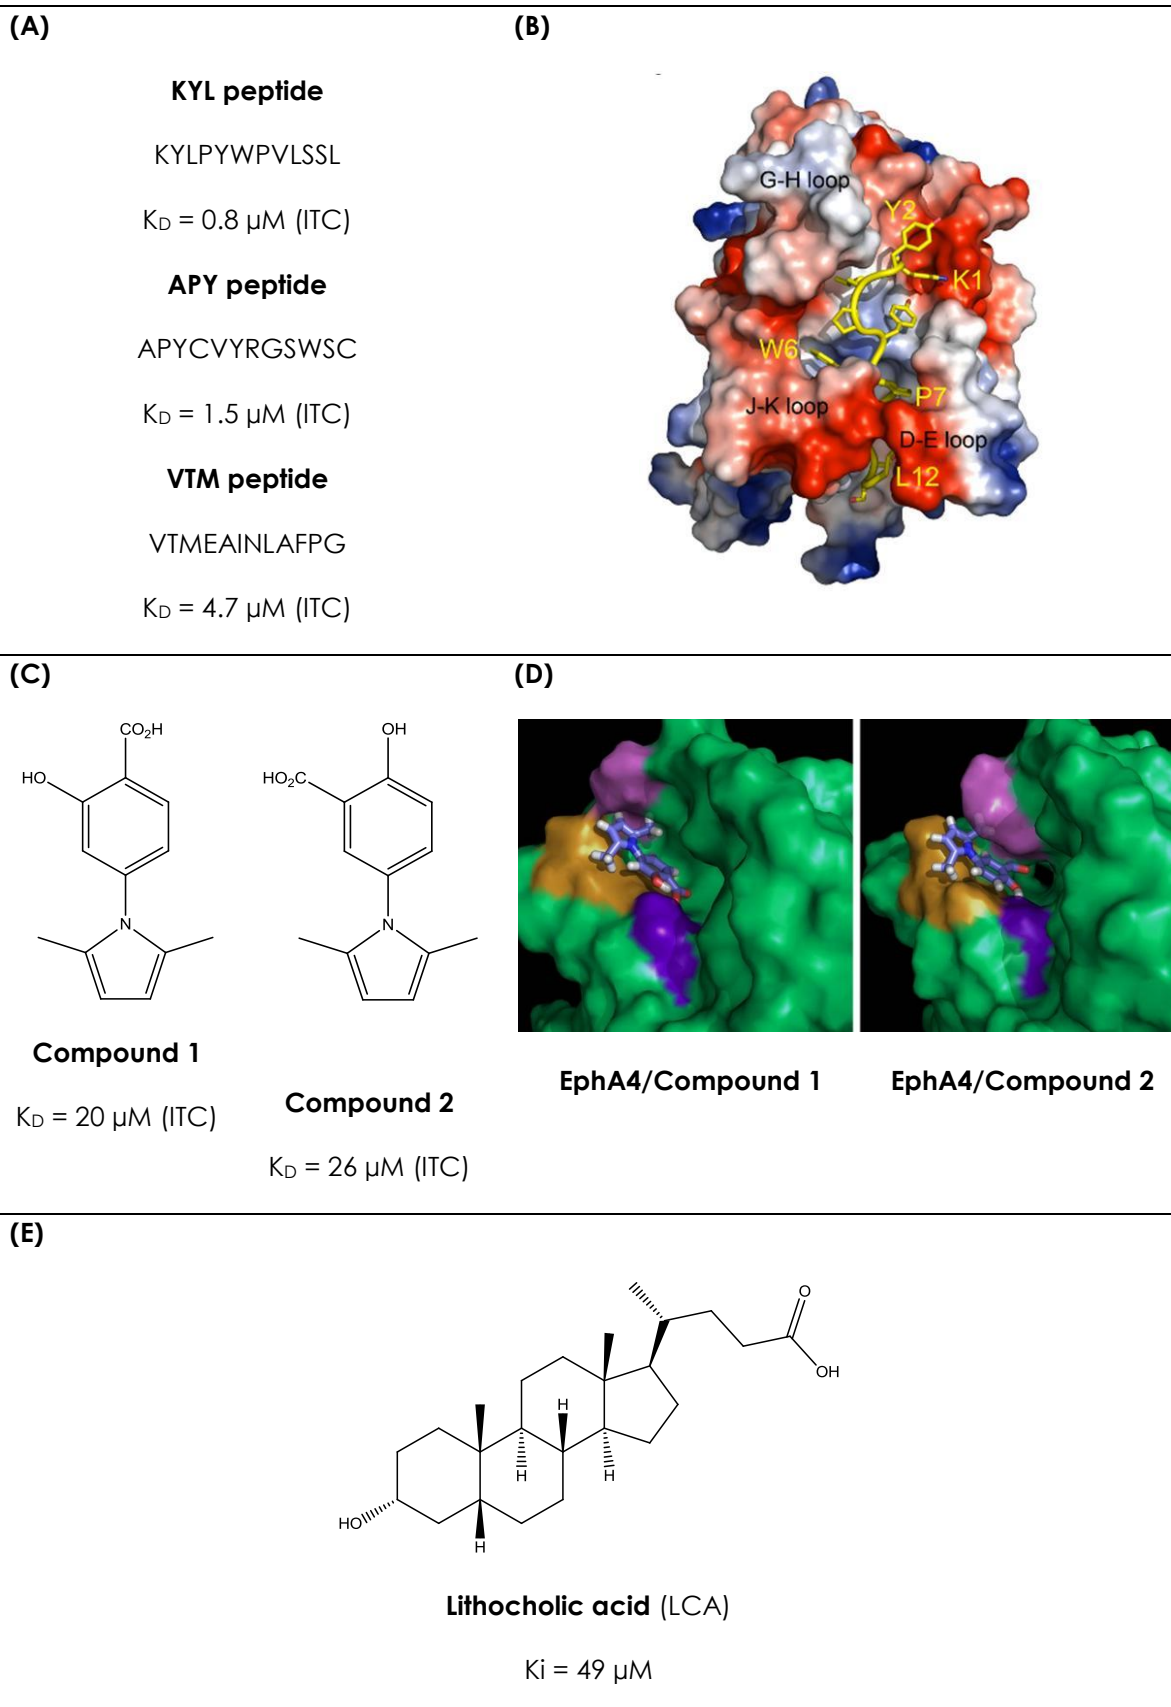 (A)
KYL peptide
KYLPYWPVLSSL
KD = 0.8 µM (ITC)
APY peptide
APYCVYRGSWSC
KD = 1.5 µM (ITC)
VTM peptide
VTMEAINLAFPG
KD = 4.7 µM (ITC)
(B)
G-H loop
Y2
K1
W6
P7
J-K loop
D-E loop
L12
(C)
CO2H
HO
N
Compound 1
KD = 20 µM (ITC)
OH
HO2C
N
Compound 2
KD = 26 µM (ITC)
(D)
EphA4/Compound 1
EphA4/Compound 2
(E)
O
OH
H
H
H
HO
H
Lithocholic acid (LCA)
Ki = 49 µM